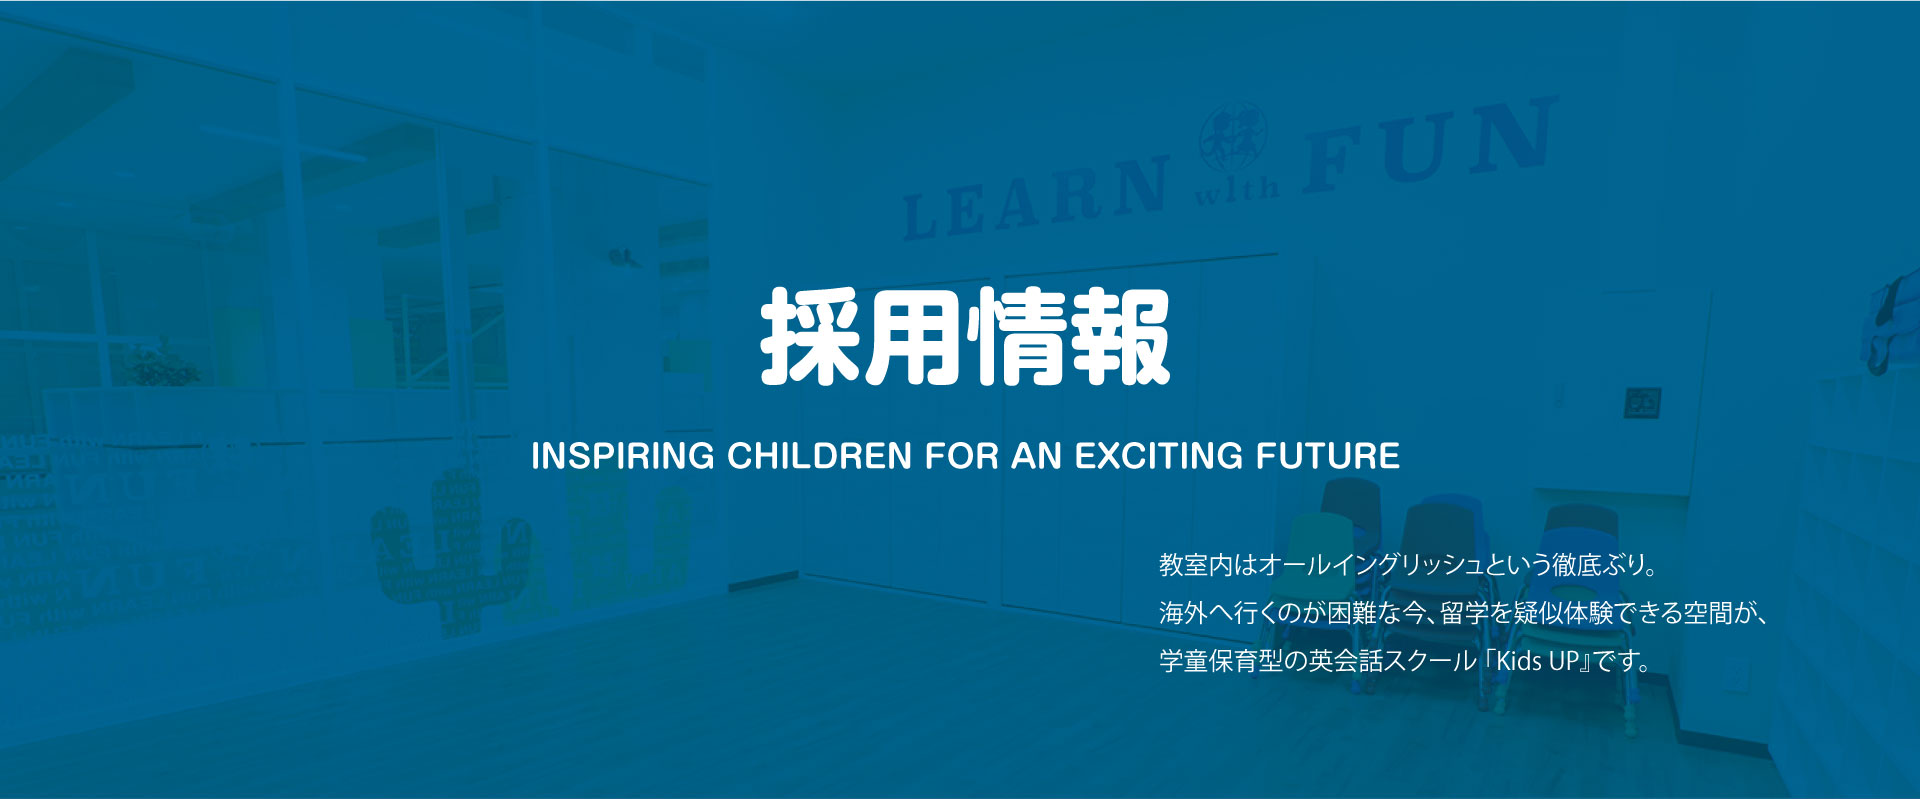 LEARN with FUN
採用情報
INSPIRING CHILDREN FOR AN EXCITING FUTURE
教室内はオールイングリッシュという徹底ぶり。
海外へ行くのが困難な今、留学を疑似体験できる空間が、
学童保育型の英会話スクール「Kids UP』です。